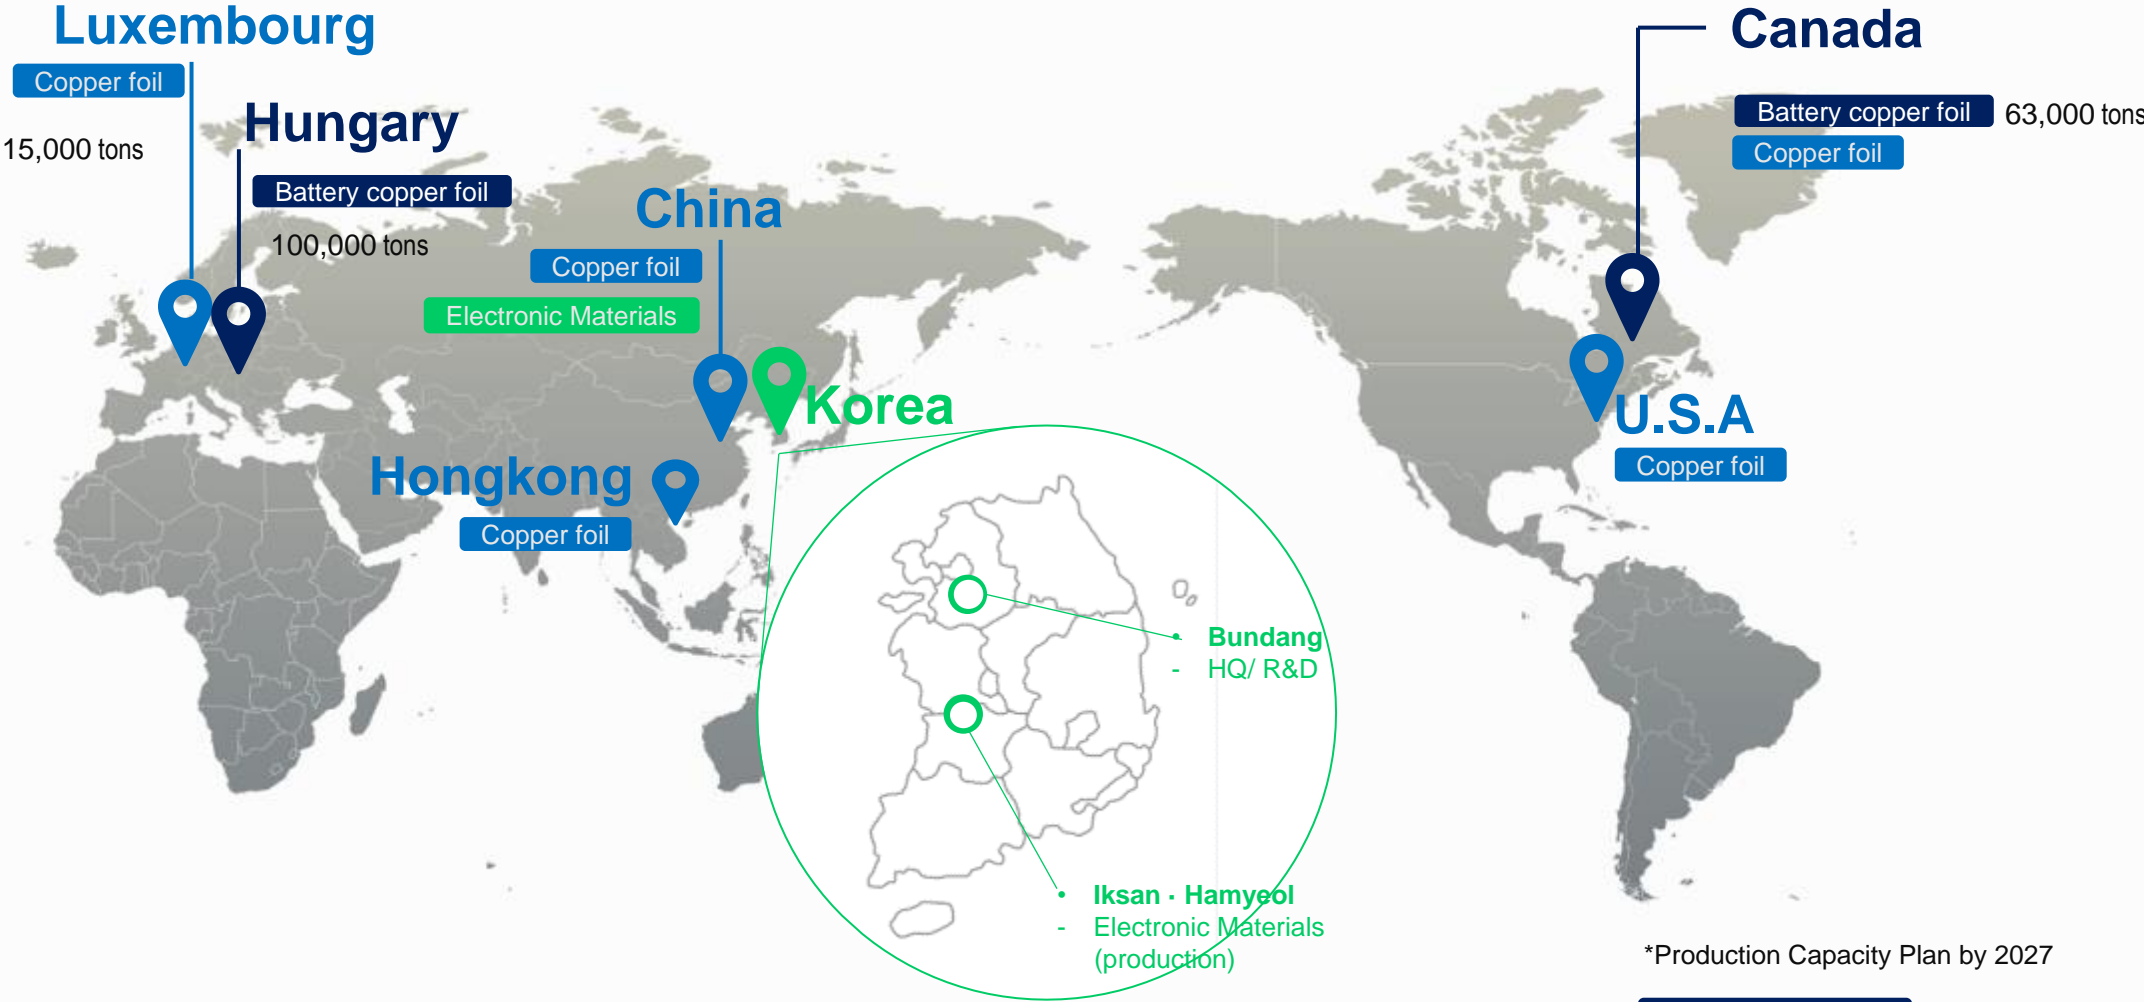 Luxembourg
Copper foil
15,000 tons
Hungary
Battery copper foil
100,000 tons
China
Copper foil
Electronic Materials
Korea
Hongkong
Copper foil
Canada
Battery copper foil 63,000 tons
Copper foil
U.S.A
Copper foil
• Bundang
- HQ/ R&D
• Iksan · Hamyeol
- Electronic Materials
(production)
*Production Capacity Plan by 2027